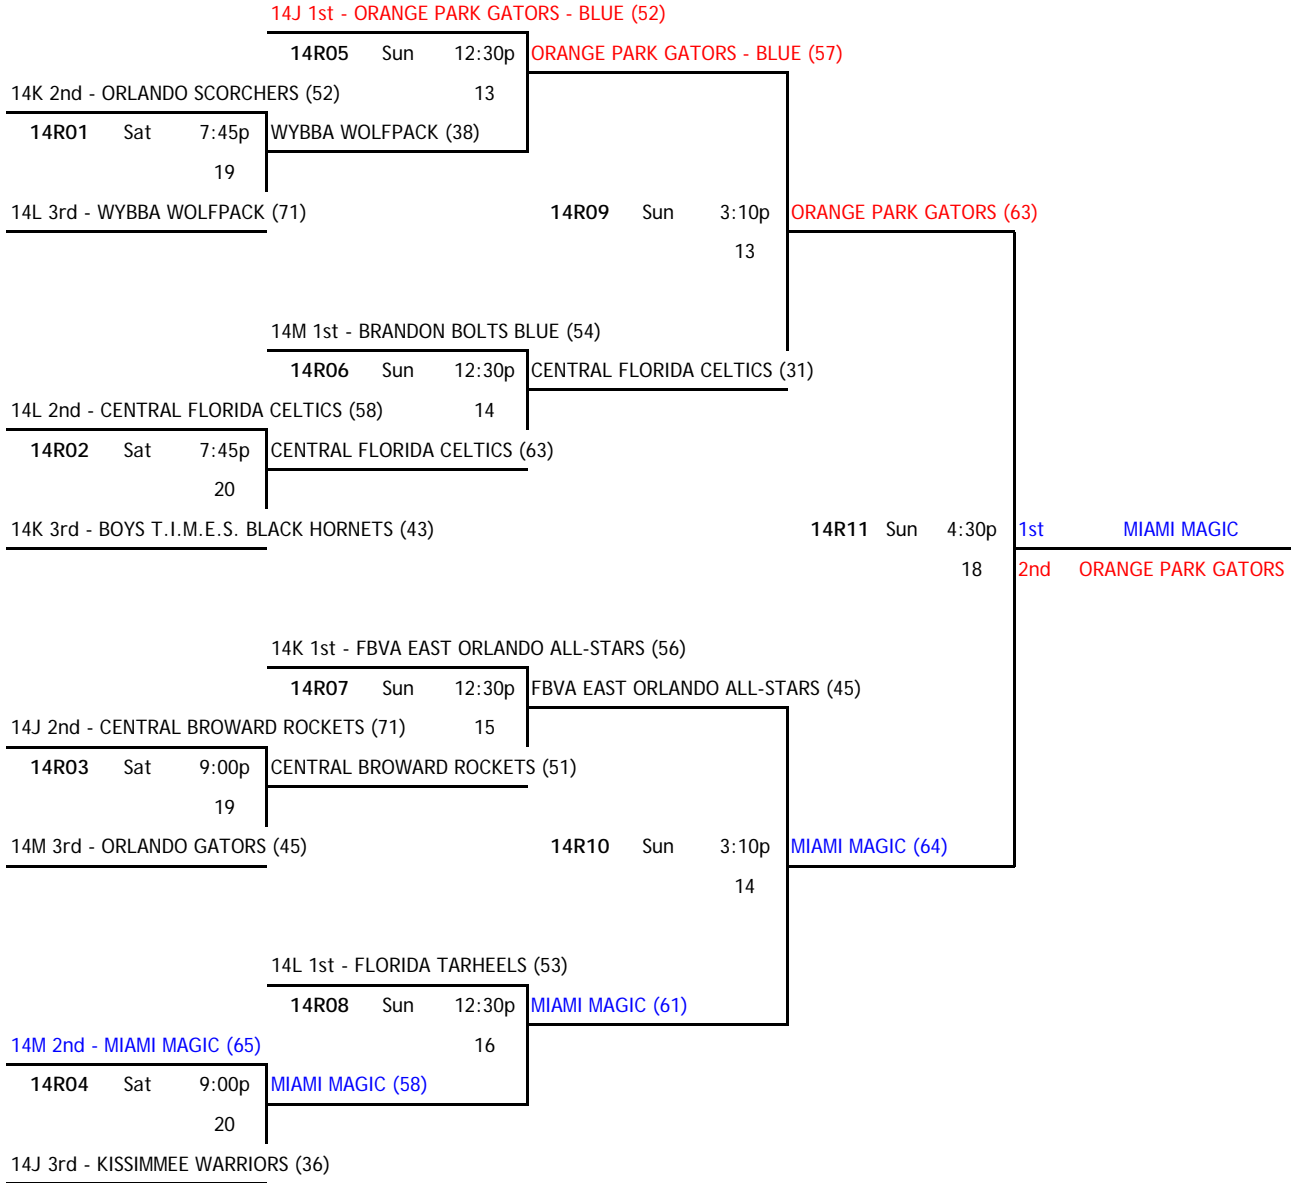 14J 1st - ORANGE PARK GATORS - BLUE (52)
14R05 Sun 12:30p ORANGE PARK GATORS - BLUE (57)
14K 2nd - ORLANDO SCORCHERS (52) 13
14R01 Sat 7:45p WYBBA WOLFPACK (38)
19
14L 3rd - WYBBA WOLFPACK (71) 14R09 Sun 3:10p ORANGE PARK GATORS (63)
13
14M 1st - BRANDON BOLTS BLUE (54)
14R06 Sun 12:30p CENTRAL FLORIDA CELTICS (31)
14L 2nd - CENTRAL FLORIDA CELTICS (58) 14
14R02 Sat 7:45p CENTRAL FLORIDA CELTICS (63)
20
14K 3rd - BOYS T.I.M.E.S. BLACK HORNETS (43) 14R11 Sun 4:30p 1st MIAMI MAGIC
18 2nd ORANGE PARK GATORS
14K 1st - FBVA EAST ORLANDO ALL-STARS (56)
14R07 Sun 12:30p FBVA EAST ORLANDO ALL-STARS (45)
14J 2nd - CENTRAL BROWARD ROCKETS (71) 15
14R03 Sat 9:00p CENTRAL BROWARD ROCKETS (51)
19
14M 3rd - ORLANDO GATORS (45) 14R10 Sun 3:10p MIAMI MAGIC (64)
14
14L 1st - FLORIDA TARHEELS (53)
14R08 Sun 12:30p MIAMI MAGIC (61)
14M 2nd - MIAMI MAGIC (65) 16
14R04 Sat 9:00p MIAMI MAGIC (58)
20
14J 3rd - KISSIMMEE WARRIORS (36)